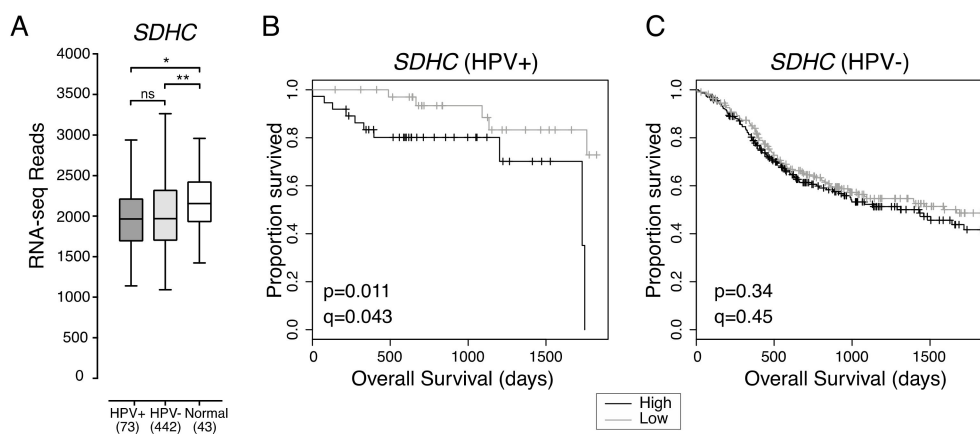 A
SDHC
RNA-seq Reads
4000
3500
3000
2500
2000
1500
1000
500
0
*
**
ns
HPV+ HPV- Normal
(73) (442) (43)
B
SDHC (HPV+)
Proportion survived
1.0
0.8
0.6
0.4
0.2
0.0
p=0.011
q=0.043
0 500 1000 1500
Overall Survival (days)
C
SDHC (HPV-)
Proportion survived
1.0
0.8
0.6
0.4
0.2
0.0
p=0.34
q=0.45
0 500 1000 1500
Overall Survival (days)
High
Low